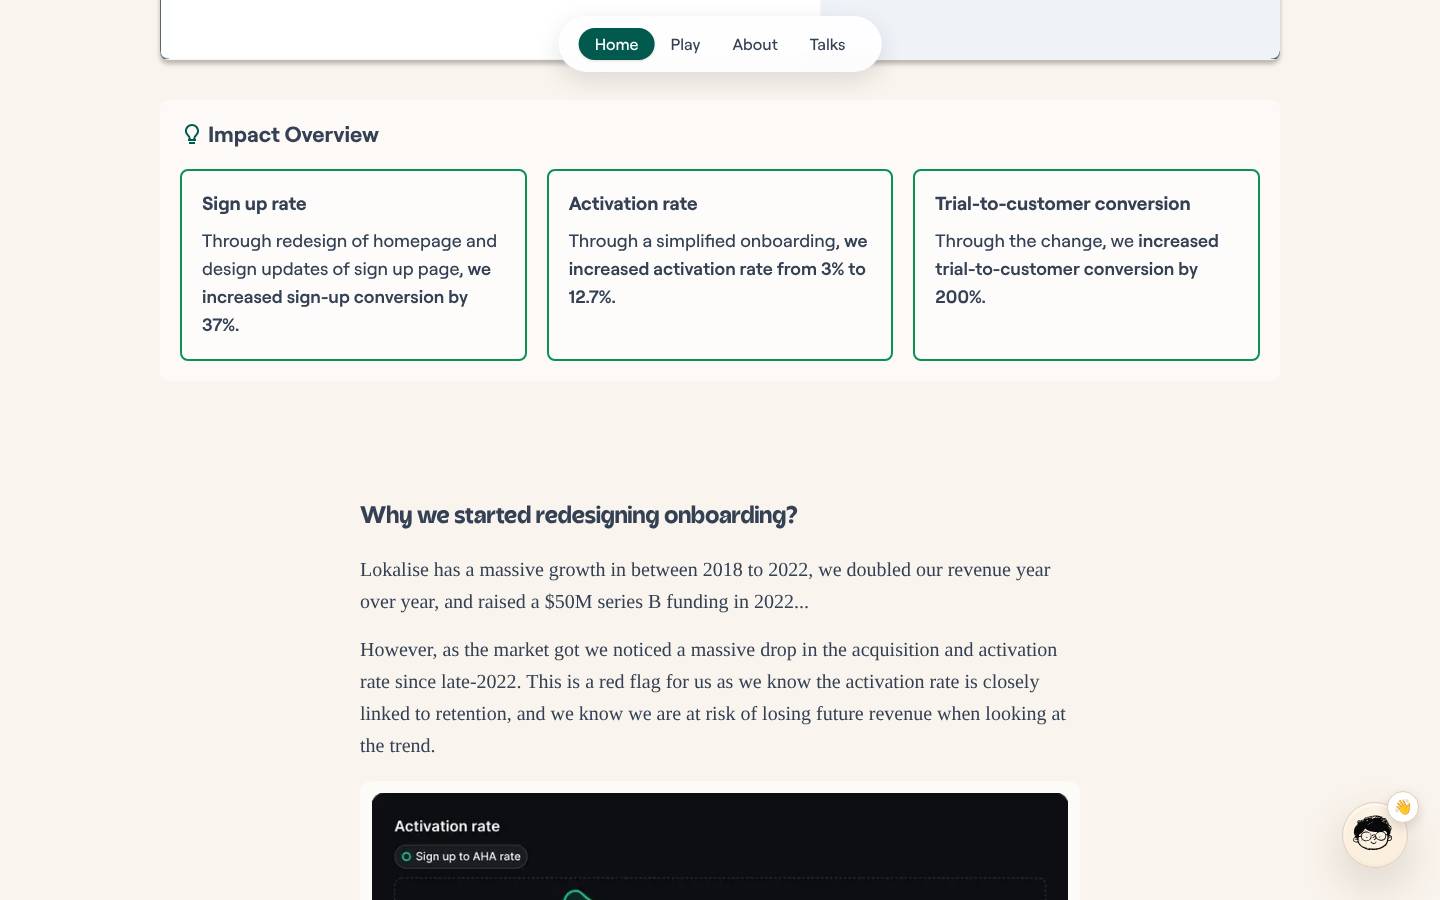 Home Play About Talks
Impact Overview
Sign up rate
Through redesign of homepage and
design updates of sign up page, we
increased sign-up conversion by
37%.
Activation rate
Through a simplified onboarding, we
increased activation rate from 3% to
12.7%.
Trial-to-customer conversion
Through the change, we increased
trial-to-customer conversion by
200%.
Why we started redesigning onboarding?
Lokalise has a massive growth in between 2018 to 2022, we doubled our revenue year
over year, and raised a $50M series B funding in 2022...
However, as the market got we noticed a massive drop in the acquisition and activation
rate since late-2022. This is a red flag for us as we know the activation rate is closely
linked to retention, and we know we are at risk of losing future revenue when looking at
the trend.
Activation rate
Sign up to AHA rate